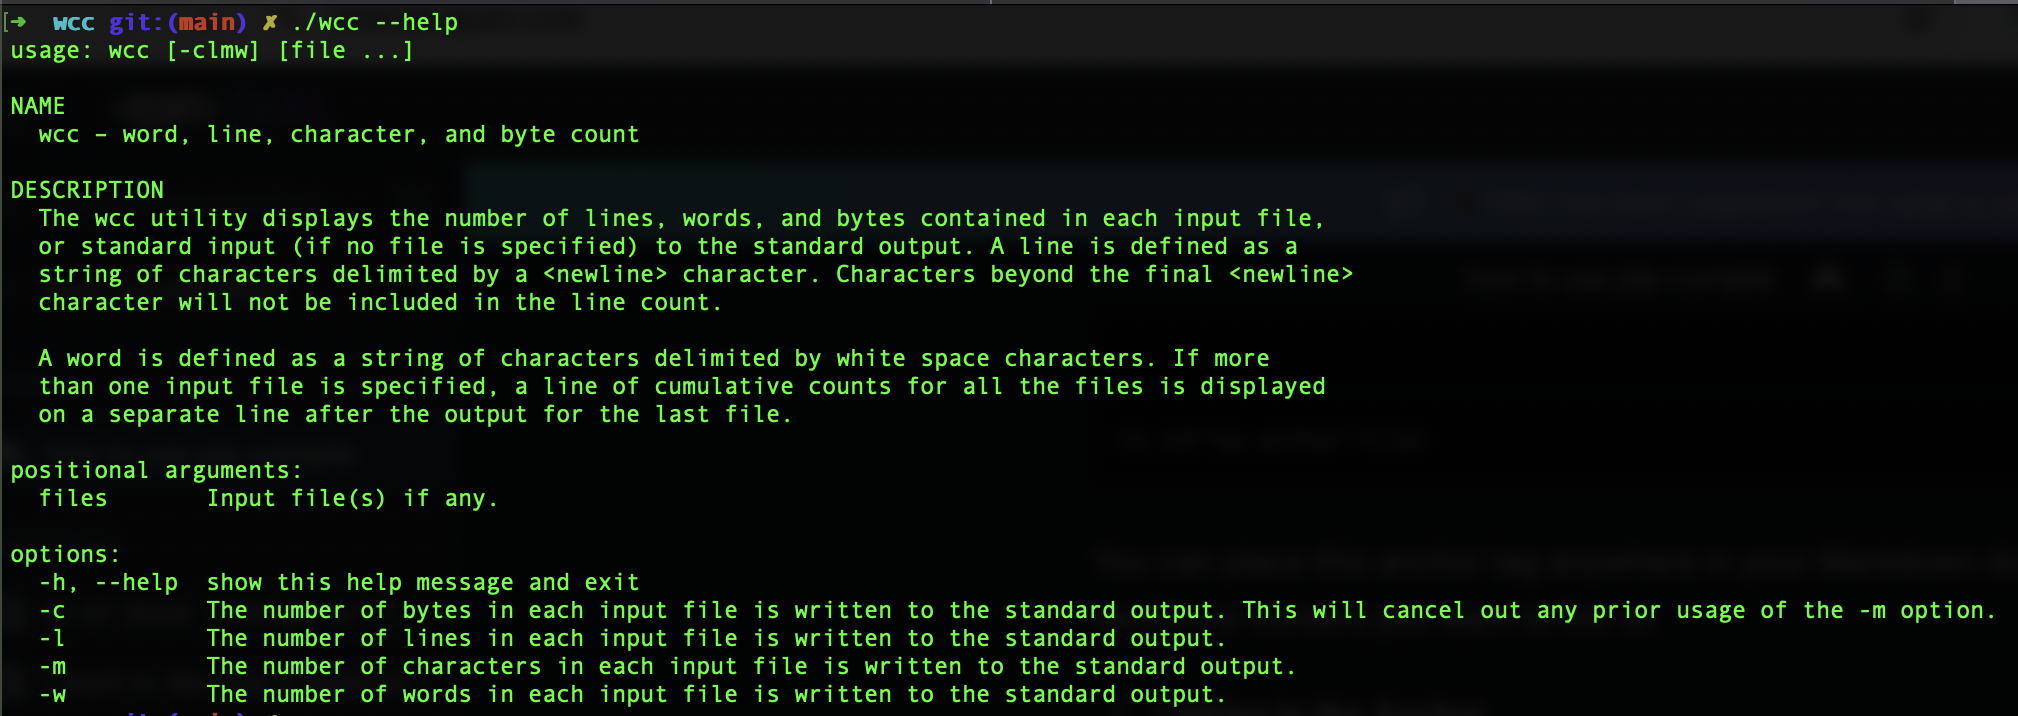 [➜  wcc git:(main) ✗ ./wcc --help
usage: wcc [-clmw] [file ...]
NAME
wcc – word, line, character, and byte count
DESCRIPTION
The wcc utility displays the number of lines, words, and bytes contained in each input file,
or standard input (if no file is specified) to the standard output. A line is defined as a
string of characters delimited by a <newline> character. Characters beyond the final <newline>
character will not be included in the line count.
A word is defined as a string of characters delimited by white space characters. If more
than one input file is specified, a line of cumulative counts for all the files is displayed
on a separate line after the output for the last file.
positional arguments:
files       Input file(s) if any.
options:
-h, --help  show this help message and exit
-c          The number of bytes in each input file is written to the standard output. This will cancel out any prior usage of the -m option.
-l          The number of lines in each input file is written to the standard output.
-m          The number of characters in each input file is written to the standard output.
-w          The number of words in each input file is written to the standard output.